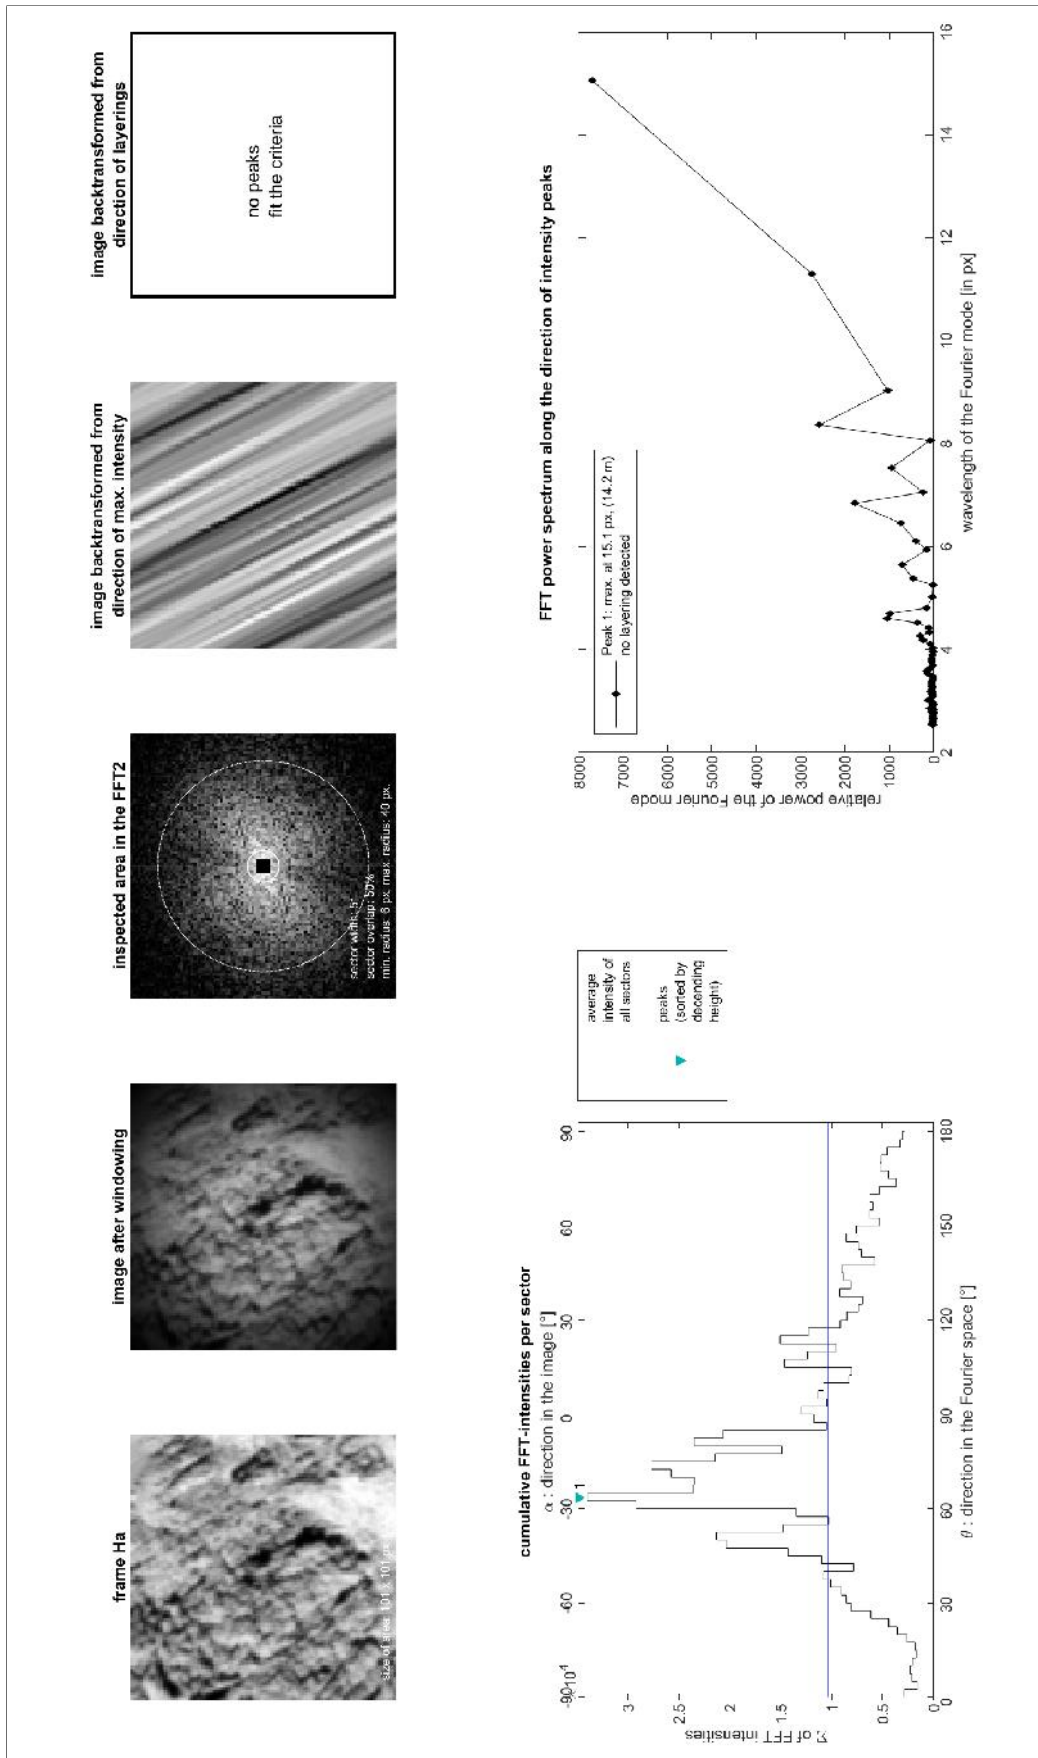 frame Ha
size of area: 101 x 101 px
image after windowing
inspected area in the FFT2
sector width: 5°
sector overlap: 50%
min. radius: 6 px, max. radius: 40 px.
image backtransformed from
direction of max. intensity
image backtransformed from
direction of layerings
no peaks
fit the criteria
cumulative FFT-intensities per sector
α : direction in the image [°]
-90 -60 -30 0 30 60 90
10⁴
Σ of FFT intensities
3
2.5
2
1.5
1
0.5
0
1
0 30 60 90 120 150 180
θ : direction in the Fourier space [°]
average
intensity of
all sectors
peaks
(sorted by
decending
height)
FFT power spectrum along the direction of intensity peaks
Peak 1: max. at 15.1 px, (14.2 m)
no layering detected
relative power of the Fourier mode
8000
7000
6000
5000
4000
3000
2000
1000
0
2 4 6 8 10 12 14 16
wavelength of the Fourier mode [in px]